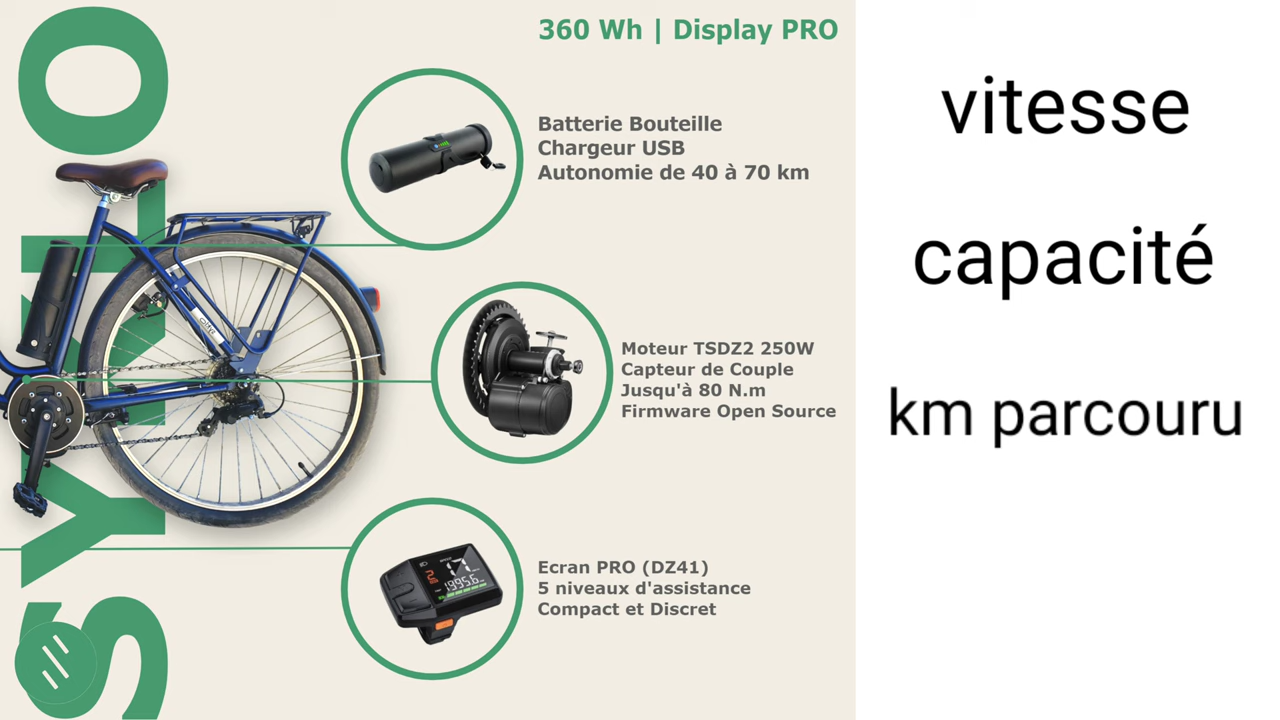 SYKLO
360 Wh | Display PRO
Batterie Bouteille
Chargeur USB
Autonomie de 40 à 70 km
Moteur TSDZ2 250W
Capteur de Couple
Jusqu'à 80 N.m
Firmware Open Source
Ecran PRO (DZ41)
5 niveaux d'assistance
Compact et Discret
vitesse
capacité
km parcouru